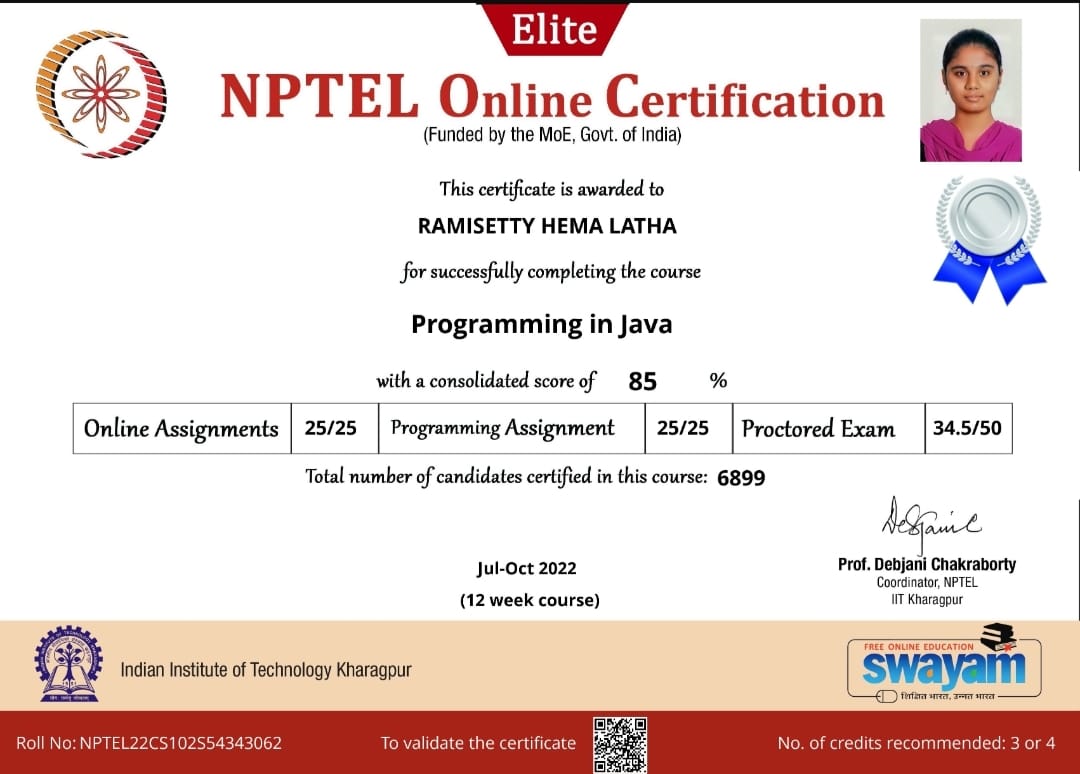 Elite
NPTEL Online Certification
(Funded by the MoE, Govt. of India)
This certificate is awarded to
RAMISETTY HEMA LATHA
for successfully completing the course
Programming in Java
with a consolidated score of 85 %
Online Assignments 25/25 Programming Assignment 25/25 Proctored Exam 34.5/50
Total number of candidates certified in this course: 6899
Prof. Debjani Chakraborty
Coordinator, NPTEL
IIT Kharagpur
Jul-Oct 2022
(12 week course)
Indian Institute of Technology Kharagpur
FREE ONLINE EDUCATION
swayam
शिक्षित भारत, उन्नत भारत
Roll No: NPTEL22CS102S54343062 To validate the certificate No. of credits recommended: 3 or 4